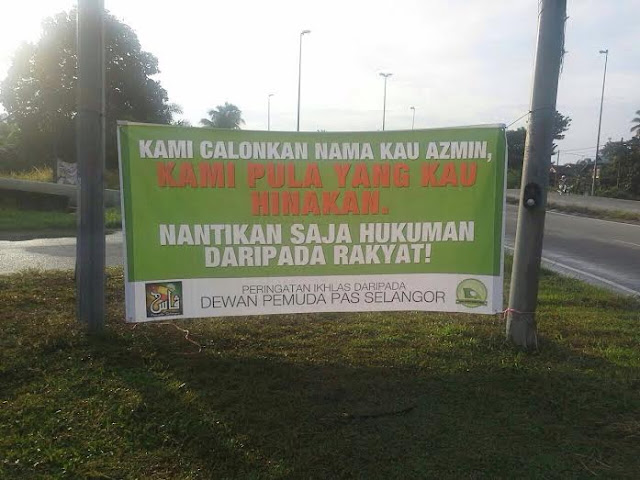 KAMI CALONKAN NAMA KAU AZMIN,
KAMI PULA YANG KAU
HINAKAN.
NANTIKAN SAJA HUKUMAN
DARIPADA RAKYAT!
PERINGATAN IKHLAS DARIPADA
DEWAN PEMUDA PAS SELANGOR